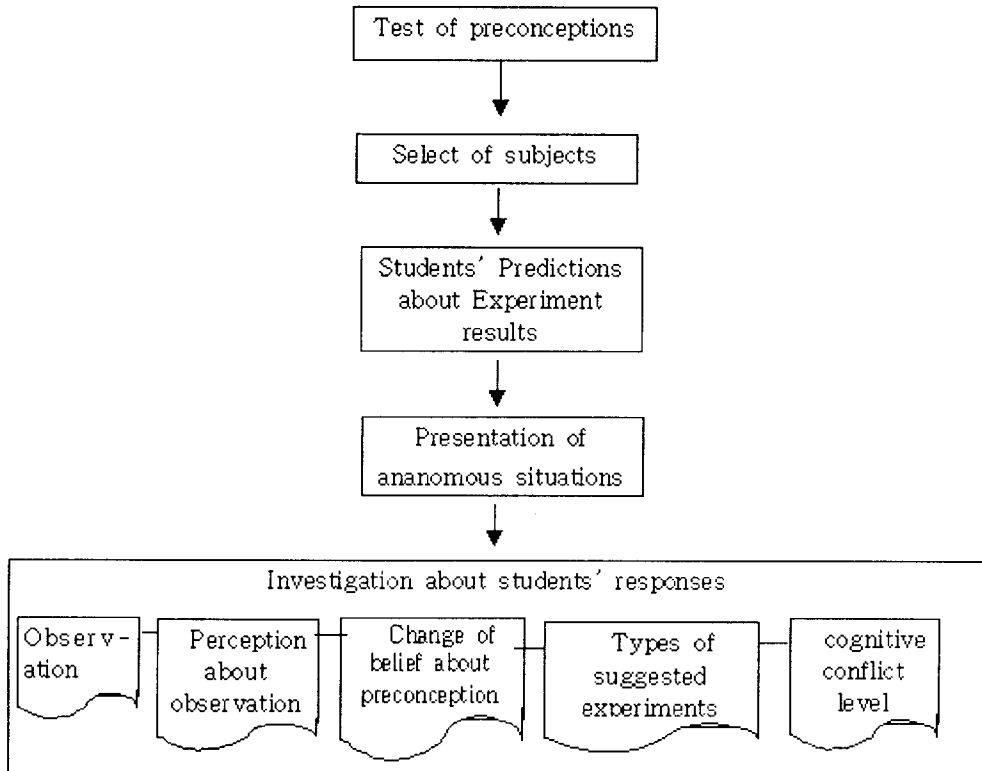 Test of preconceptions
Select of subjects
Students' Predictions
about Experiment
results
Presentation of
ananomous situations
Investigation about students' responses
Observ-
ation
Perception
about
observation
Change of
belief about
preconception
Types of
suggested
experiments
cognitive
conflict
level